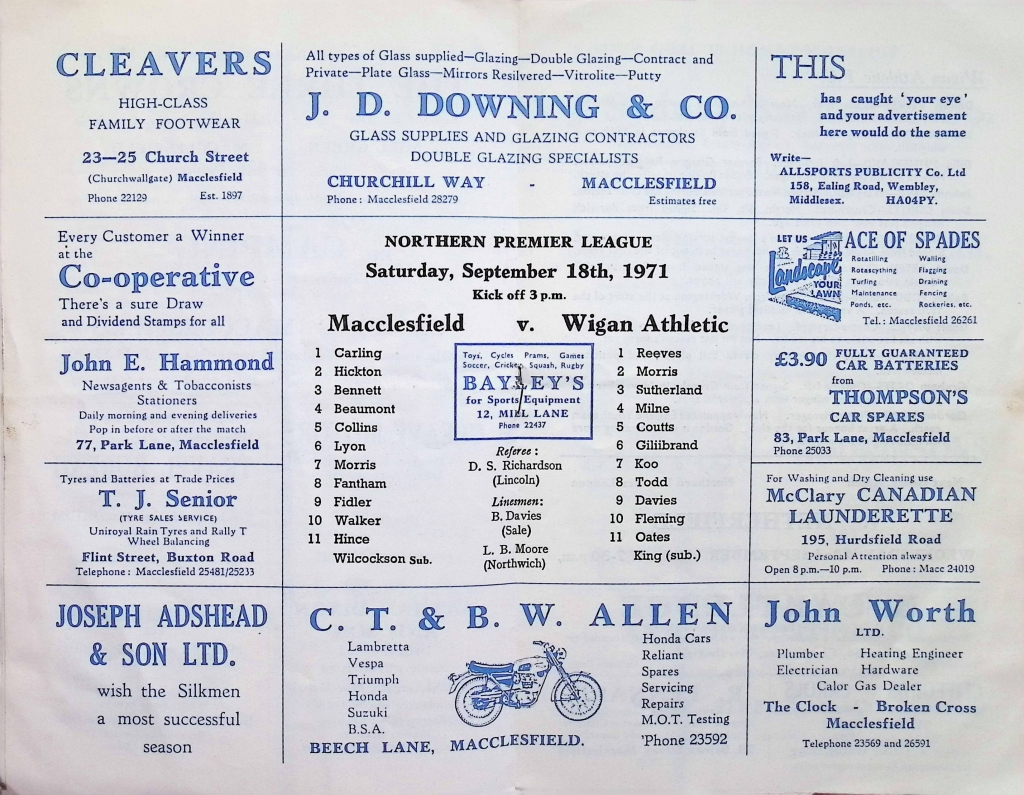 CLEAVERS
HIGH-CLASS
FAMILY FOOTWEAR
23—25 Church Street
(Churchwallgate) Macclesfield
Phone 22129 Est. 1897
All types of Glass supplied—Glazing—Double Glazing—Contract and
Private—Plate Glass—Mirrors Resilvered—Vitrolite—Putty
J. D. DOWNING & CO.
GLASS SUPPLIES AND GLAZING CONTRACTORS
DOUBLE GLAZING SPECIALISTS
CHURCHILL WAY - MACCLESFIELD
Phone: Macclesfield 28279 Estimates free
THIS
has caught 'your eye'
and your advertisement
here would do the same
Write—
ALLSPORTS PUBLICITY Co. Ltd
158, Ealing Road, Wembley,
Middlesex. HA04PY.
Every Customer a Winner
at the
Co-operative
There's a sure Draw
and Dividend Stamps for all
John E. Hammond
Newsagents & Tobacconists
Stationers
Daily morning and evening deliveries
Pop in before or after the match
77, Park Lane, Macclesfield
Tyres and Batteries at Trade Prices
T. J. Senior
(TYRE SALES SERVICE)
Uniroyal Rain Tyres and Rally T
Wheel Balancing
Flint Street, Buxton Road
Telephone: Macclesfield 25481/25233
NORTHERN PREMIER LEAGUE
Saturday, September 18th, 1971
Kick off 3 p.m.
Macclesfield v. Wigan Athletic
1 Carling
2 Hickton
3 Bennett
4 Beaumont
5 Collins
6 Lyon
7 Morris
8 Fantham
9 Fidler
10 Walker
11 Hince
Wilcockson Sub.
Toys, Cycles Prams, Games
Soccer, Cricket, Squash, Rugby
BAYLEY'S
for Sports Equipment
12, MILL LANE
Phone 22437
Referee:
D. S. Richardson
(Lincoln)
Linesmen:
B. Davies
(Sale)
L. B. Moore
(Northwich)
1 Reeves
2 Morris
3 Sutherland
4 Milne
5 Coutts
6 Giliibrand
7 Koo
8 Todd
9 Davies
10 Fleming
11 Oates
King (sub.)
LET US
Landscape
YOUR
LAWN
ACE OF SPADES
Rotatilling Walling
Rotascything Flagging
Turfing Draining
Maintenance Fencing
Ponds, etc. Rockeries, etc.
Tel.: Macclesfield 26261
£3.90 FULLY GUARANTEED
CAR BATTERIES
from
THOMPSON'S
CAR SPARES
83, Park Lane, Macclesfield
Phone 25033
For Washing and Dry Cleaning use
McClary CANADIAN
LAUNDERETTE
195, Hurdsfield Road
Personal Attention always
Open 8 p.m.—10 p.m. Phone: Macc 24019
JOSEPH ADSHEAD
& SON LTD.
wish the Silkmen
a most successful
season
C. T. & B. W. ALLEN
Lambretta
Vespa
Triumph
Honda
Suzuki
B.S.A.
Honda Cars
Reliant
Spares
Servicing
Repairs
M.O.T. Testing
BEECH LANE, MACCLESFIELD. 'Phone 23592
John Worth
LTD.
Plumber Heating Engineer
Electrician Hardware
Calor Gas Dealer
The Clock - Broken Cross
Macclesfield
Telephone 23569 and 26591